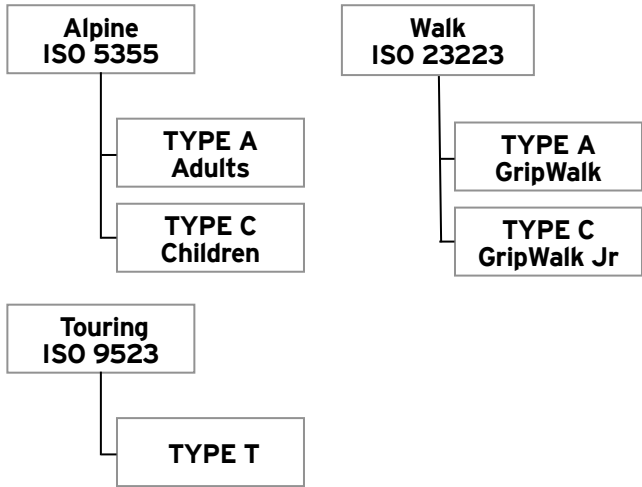 Alpine
ISO 5355
TYPE A
Adults
TYPE C
Children
Walk
ISO 23223
TYPE A
GripWalk
TYPE C
GripWalk Jr
Touring
ISO 9523
TYPE T